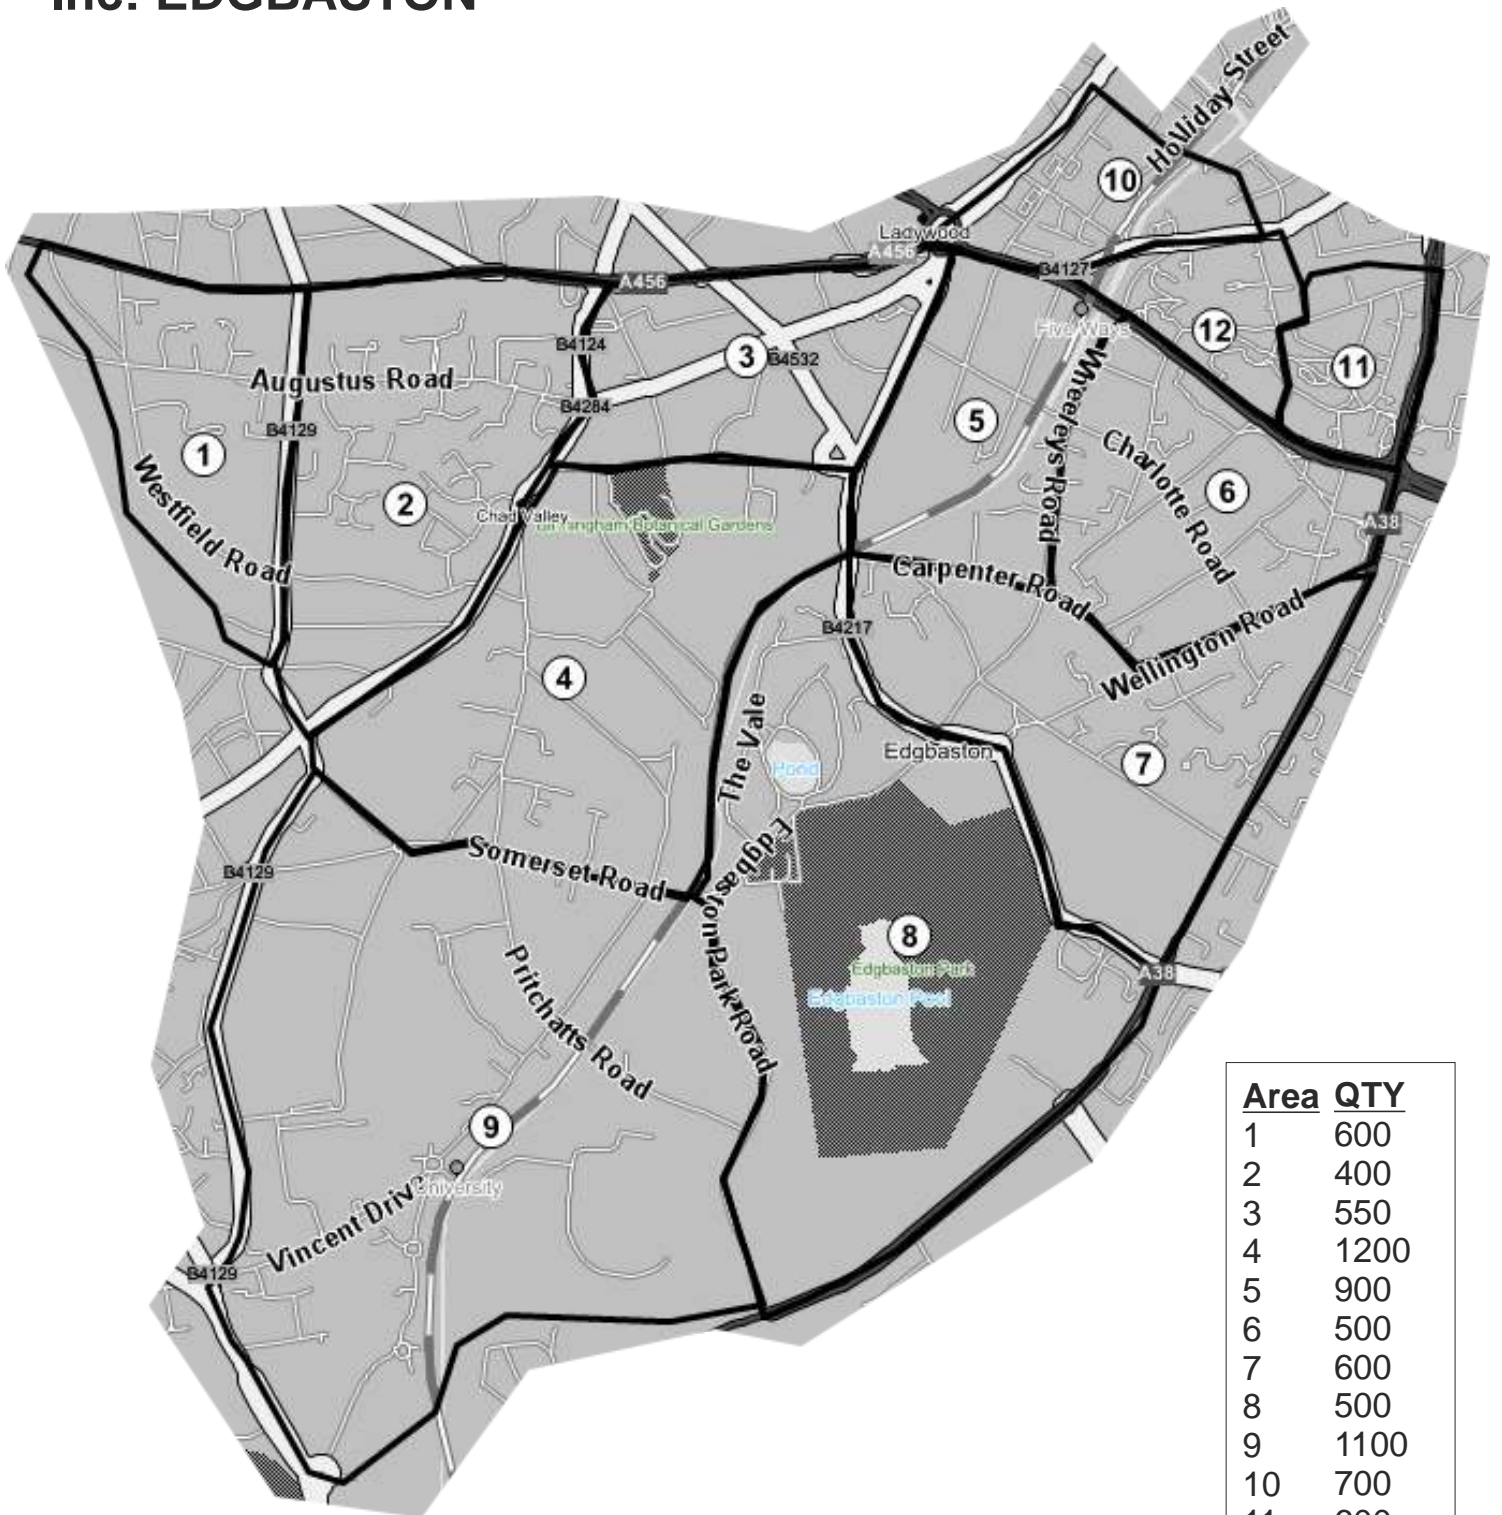 Inc. EDGBASTON
Holliday Street
10
Ladywood
A456
B4127
A456
Five Ways
12
B4124
3
B4532
11
Augustus Road
B4284
Wheeleys Road
5
B4129
1
Charlotte Road
Westfield Road
2
6
Chad Valley
Birmingham Botanical Gardens
A38
Carpenter Road
B4217
Wellington Road
4
The Vale
Edgbaston
7
Pond
Somerset Road
B4129
Edgbaston Park Road
8
Edgbaston Park
A38
Edgbaston Pool
Pritchatts Road
9
University
Vincent Drive
B4129
Area QTY
1 600
2 400
3 550
4 1200
5 900
6 500
7 600
8 500
9 1100
10 700